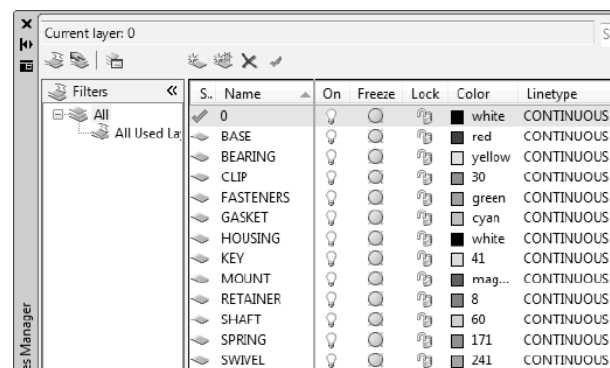 Current layer: 0
S
Filters «
All
All Used La
S.. Name On Freeze Lock Color Linetype
0 white CONTINUOUS
BASE red CONTINUOUS
BEARING yellow CONTINUOUS
CLIP 30 CONTINUOUS
FASTENERS green CONTINUOUS
GASKET cyan CONTINUOUS
HOUSING white CONTINUOUS
KEY 41 CONTINUOUS
MOUNT mag... CONTINUOUS
RETAINER 8 CONTINUOUS
SHAFT 60 CONTINUOUS
SPRING 171 CONTINUOUS
SWIVEL 241 CONTINUOUS
es Manager